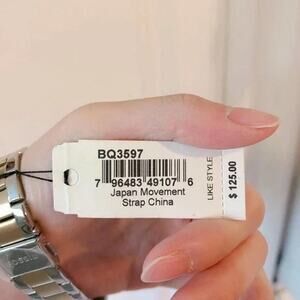 BQ3597
7 96483 49107 6
Japan Movement
Strap China
LIKE STYLE
$125.00